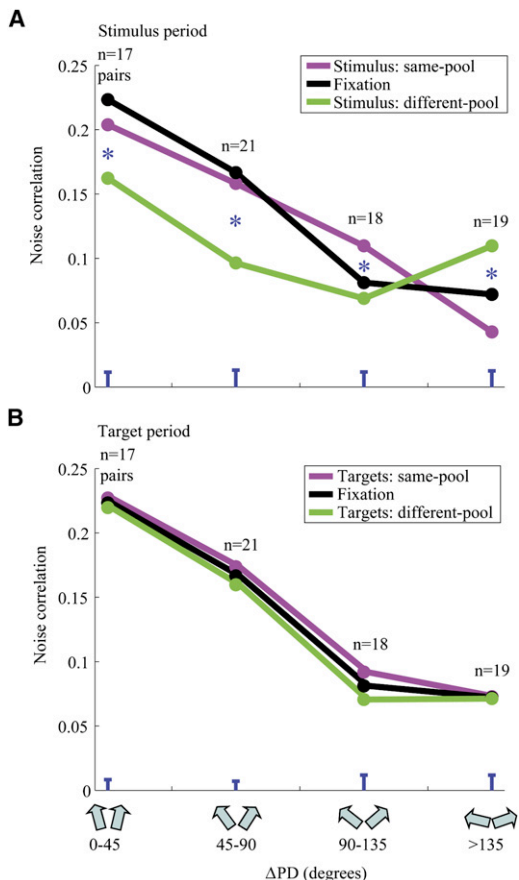 A
Stimulus period
n=17
pairs
Stimulus: same-pool
Fixation
Stimulus: different-pool
n=21
n=18
n=19
*
*
*
*
0.25
0.2
0.15
0.1
0.05
0
Noise correlation
B
Target period
n=17
pairs
Targets: same-pool
Fixation
Targets: different-pool
n=21
n=18
n=19
0.25
0.2
0.15
0.1
0.05
0
Noise correlation
0-45 45-90 90-135 >135
ΔPD (degrees)